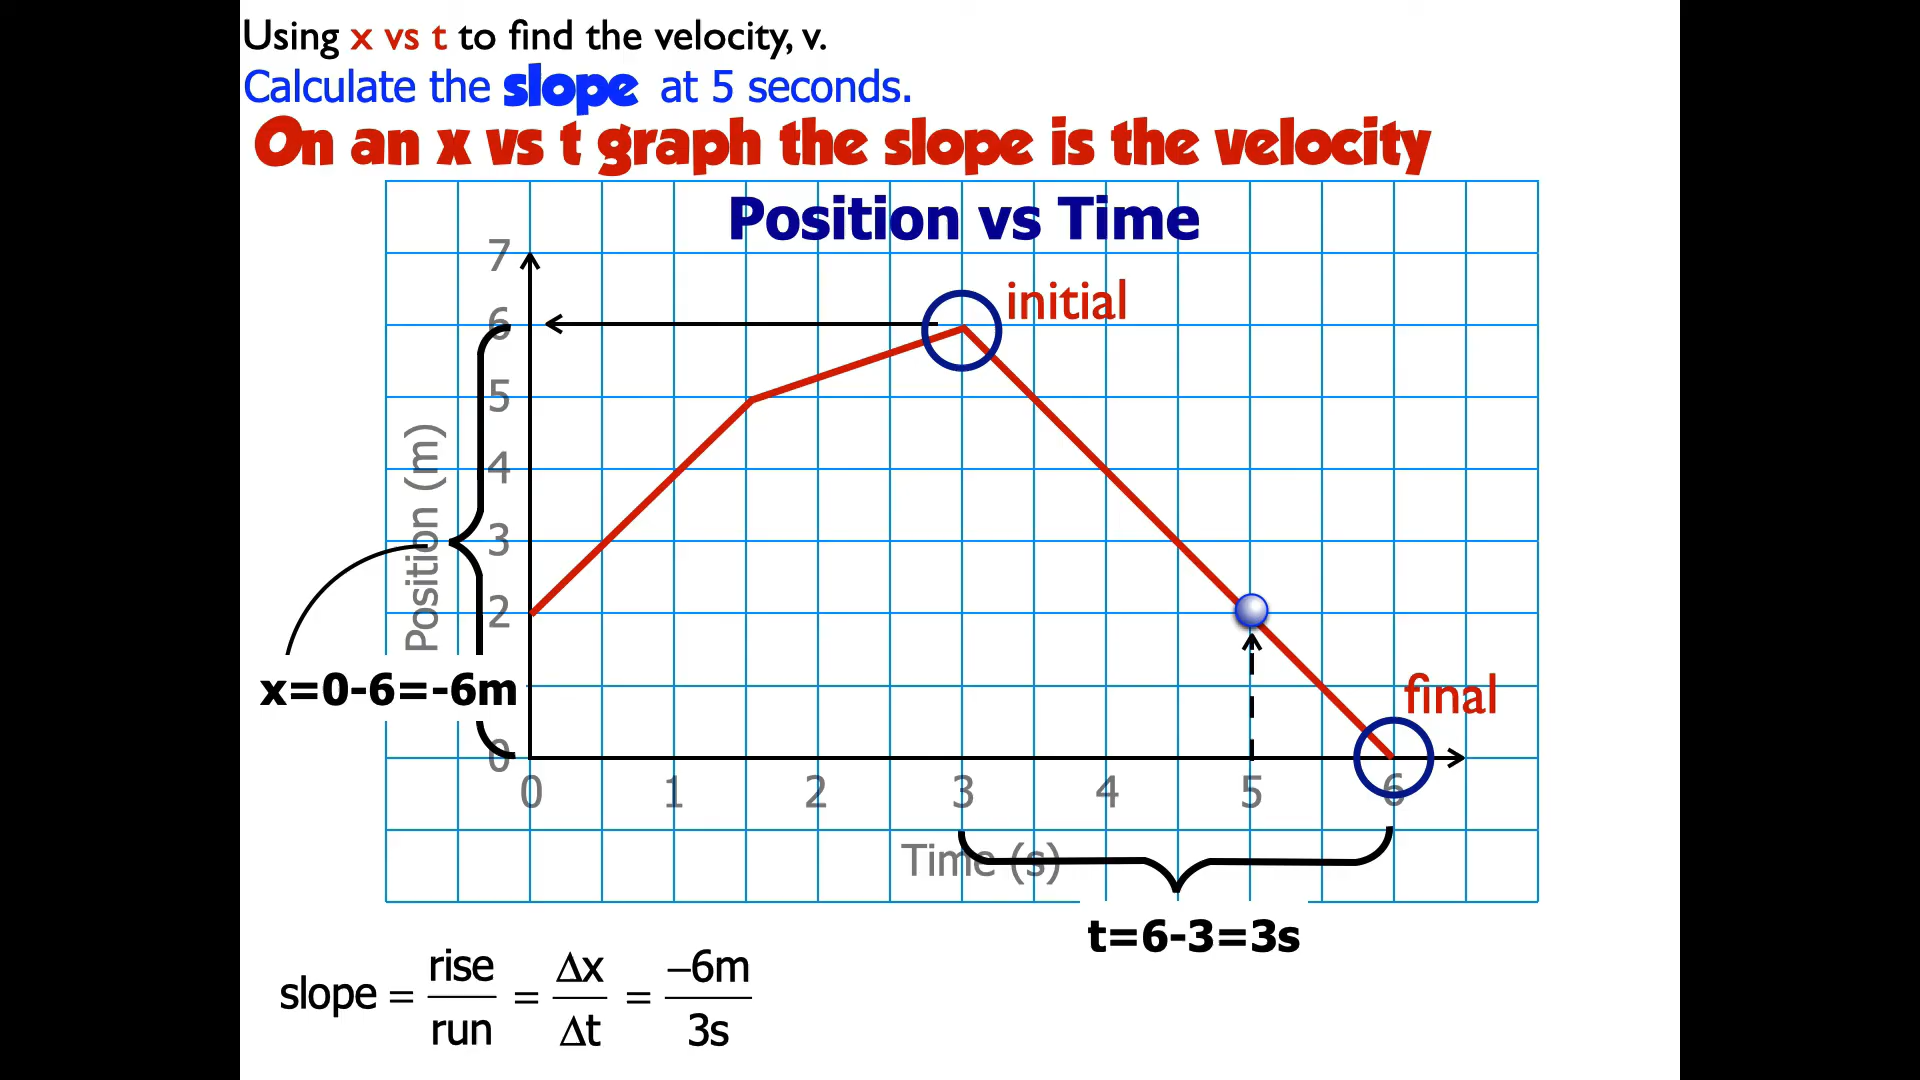 Using x vs t to find the velocity, v.
Calculate the slope at 5 seconds.
On an x vs t graph the slope is the velocity
Position vs Time
7
initial
6
5
4
Position (m)
3
2
final
x=0-6=-6m
0
0 1 2 3 4 5 6
Time (s)
t=6-3=3s
slope = rise/run = Δx/Δt = –6m/3s